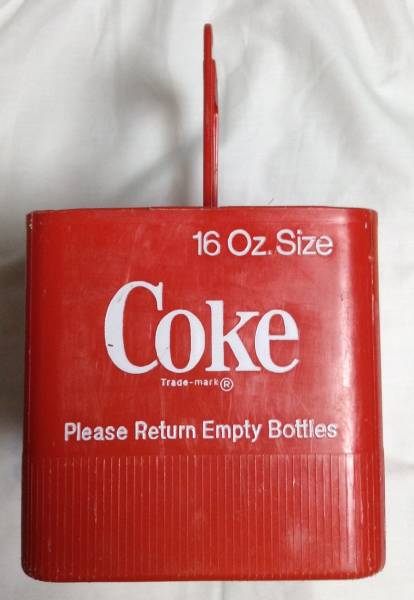 16 Oz. Size
Coke
Trade-mark ®
Please Return Empty Bottles